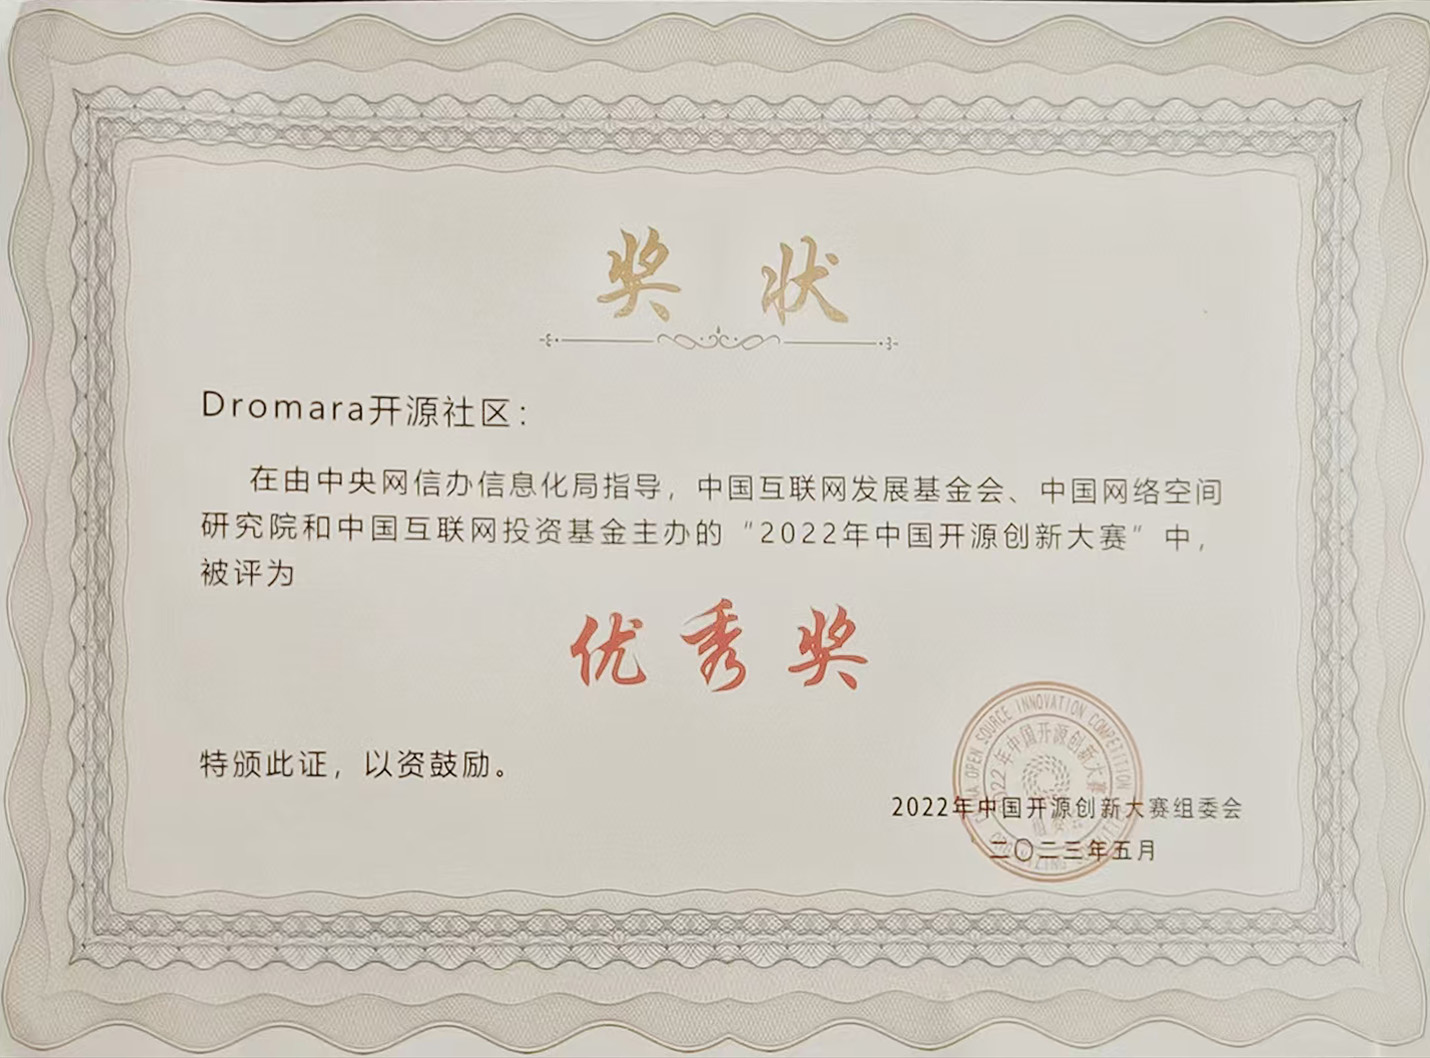 奖 状
Dromara开源社区：
在由中央网信办信息化局指导，中国互联网发展基金会、中国网络空间
研究院和中国互联网投资基金主办的“2022年中国开源创新大赛”中，
被评为
优秀奖
特颁此证，以资鼓励。
CHINA OPEN SOURCE INNOVATION COMPETITION
2022年中国开源创新大赛
组委会
2022年中国开源创新大赛组委会
二〇二三年五月